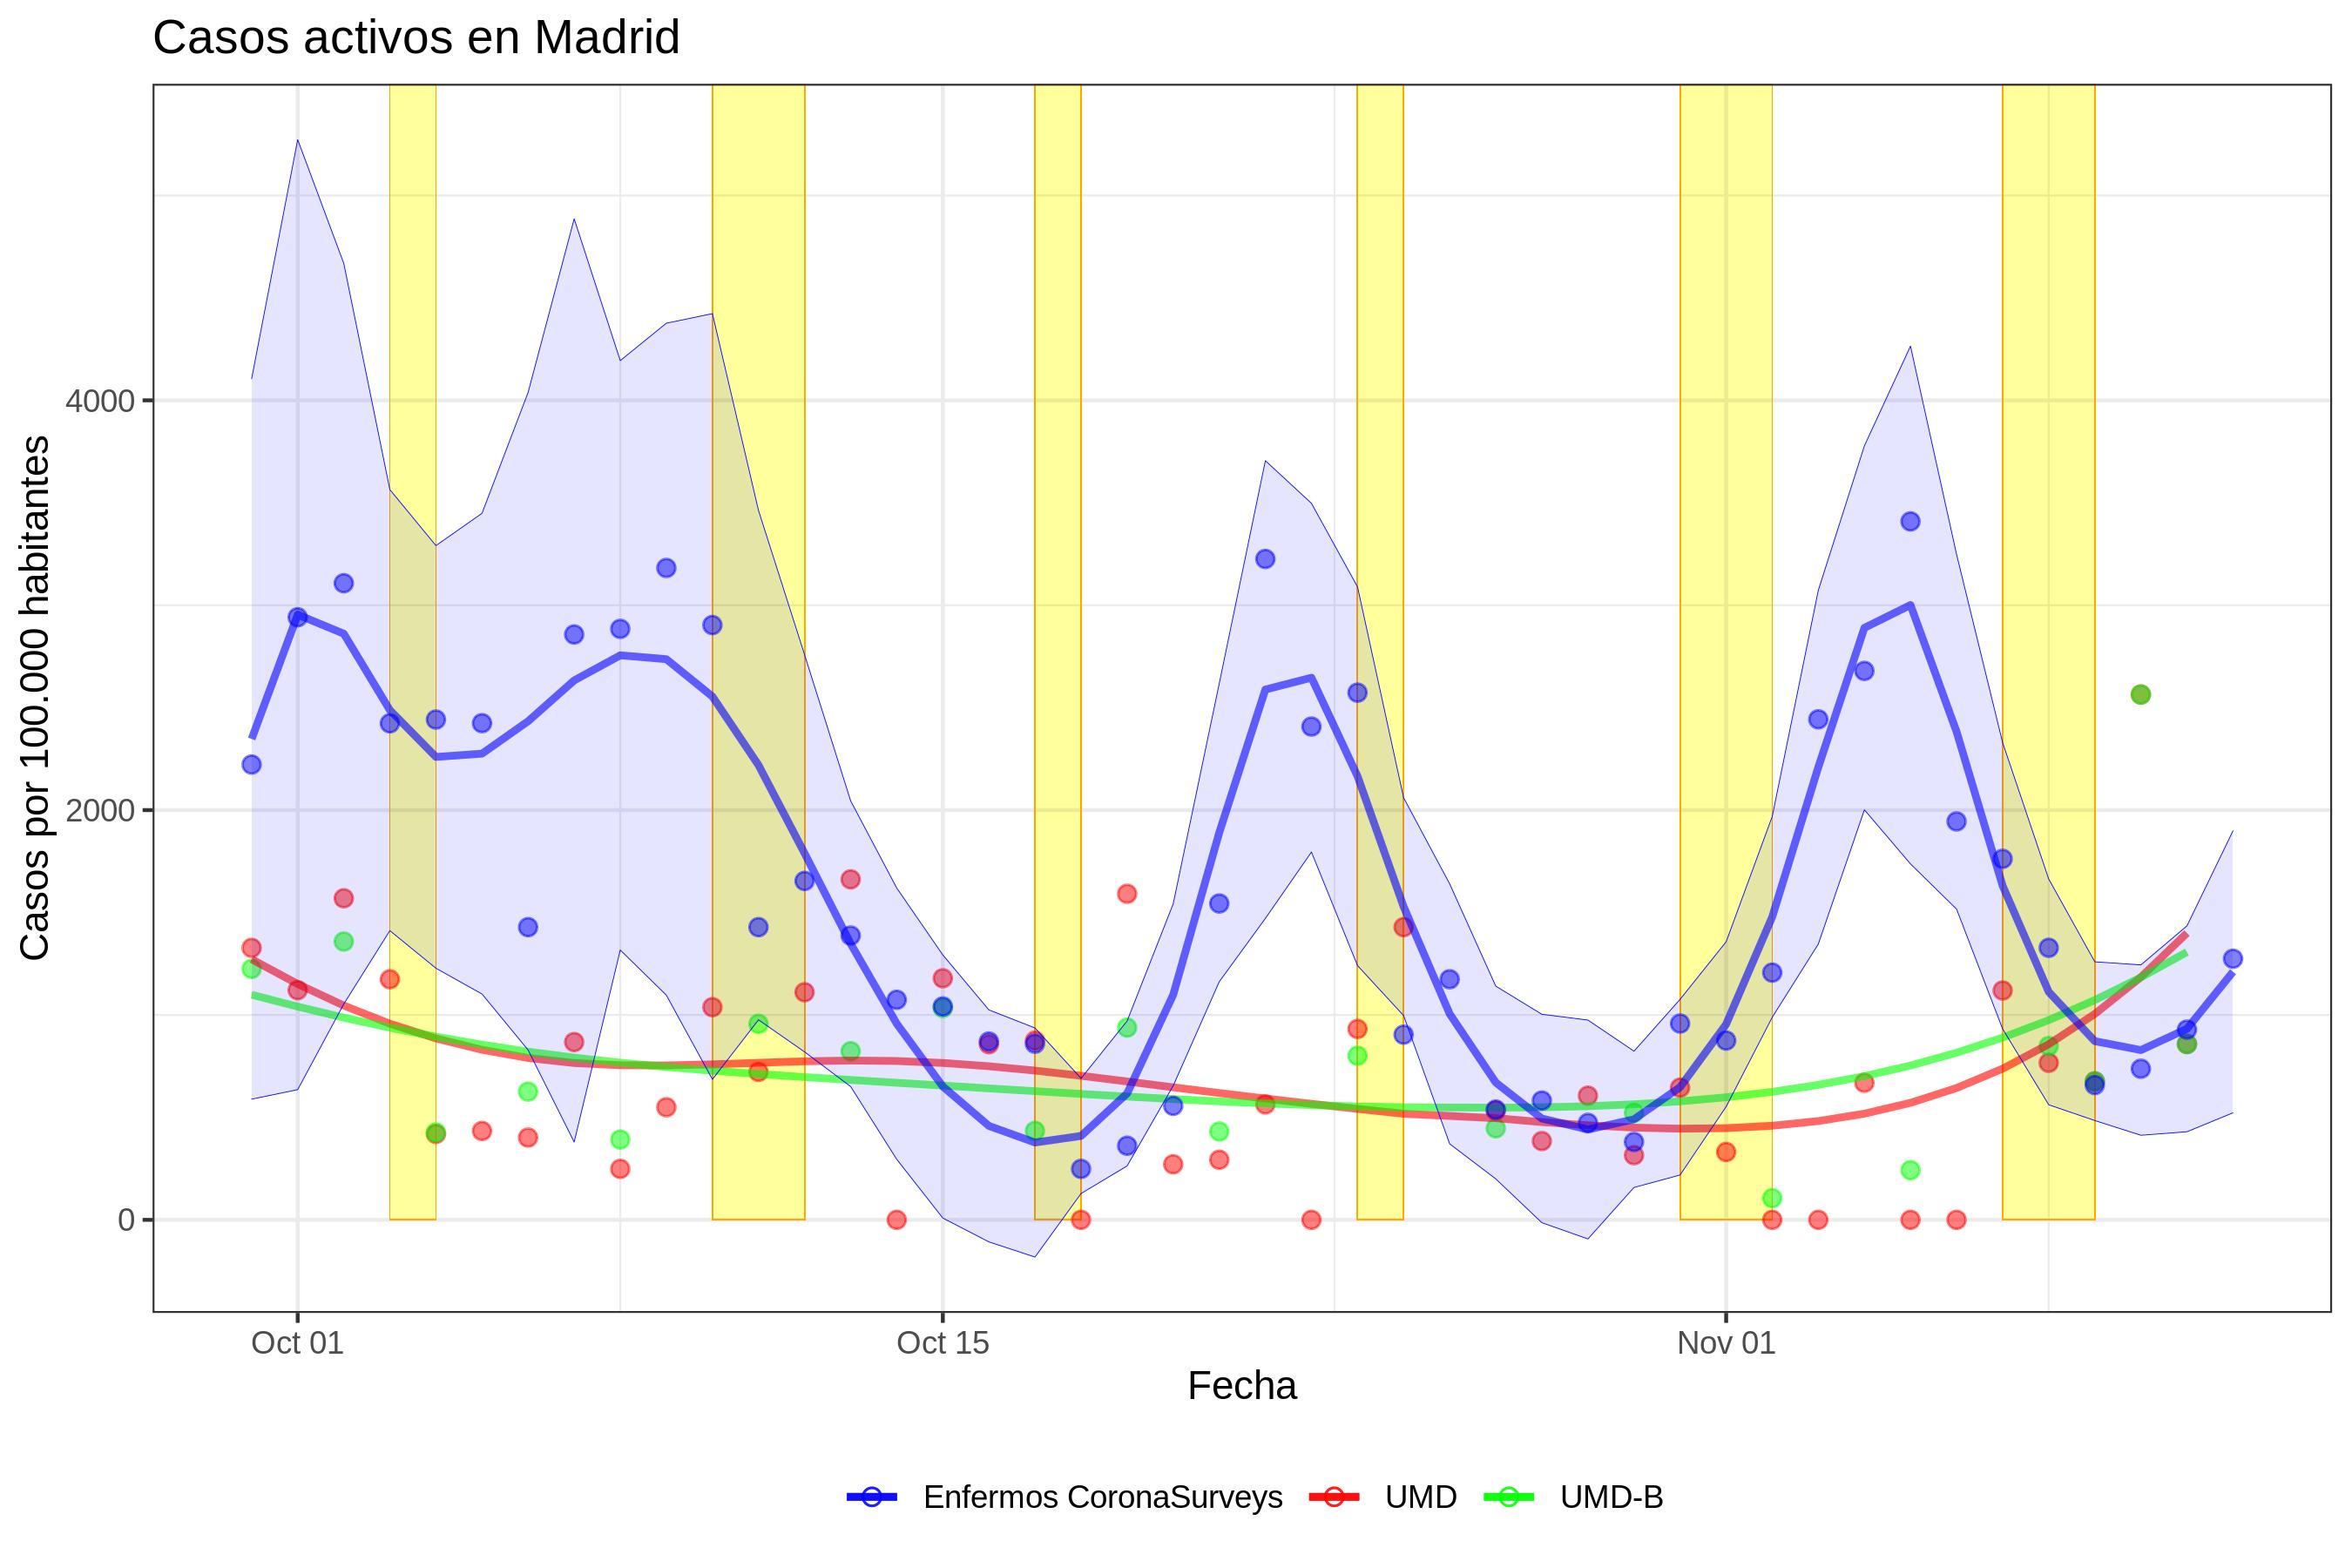 Casos activos en Madrid
Casos por 100.000 habitantes
4000
2000
0
Oct 01
Oct 15
Nov 01
Fecha
Enfermos CoronaSurveys
UMD
UMD-B